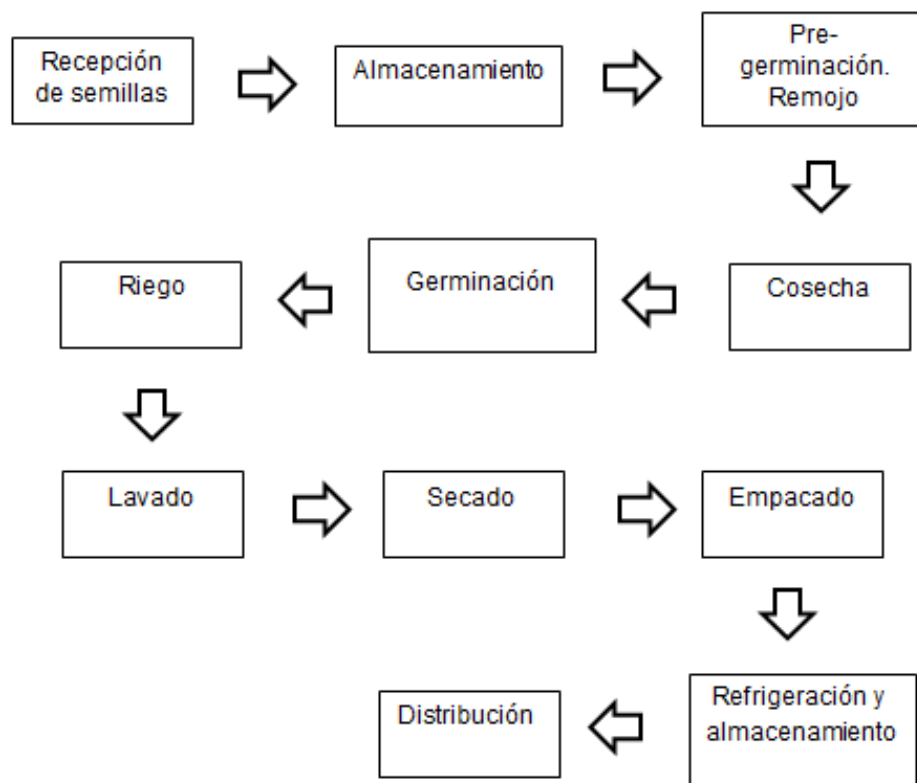 Recepción
de semillas
Almacenamiento
Pre-
germinación.
Remojo
Cosecha
Germinación
Riego
Lavado
Secado
Empacado
Refrigeración y
almacenamiento
Distribución